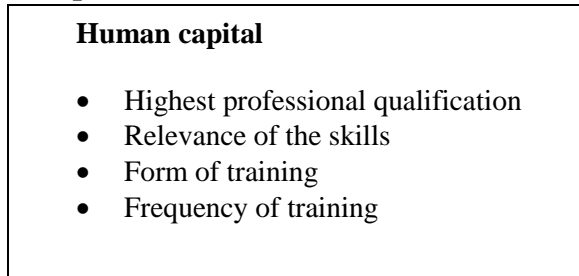 Human capital
• Highest professional qualification
• Relevance of the skills
• Form of training
• Frequency of training